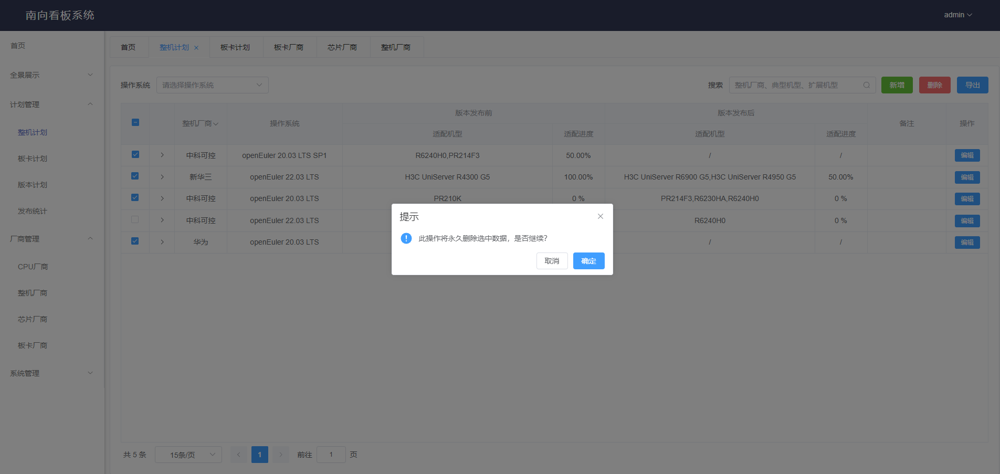 南向看板系统
admin
首页
全景展示
计划管理
整机计划
板卡计划
版本计划
发布统计
厂商管理
CPU厂商
整机厂商
芯片厂商
板卡厂商
系统管理
首页 整机计划 板卡计划 板卡厂商 芯片厂商 整机厂商
操作系统 请选择操作系统 搜索 整机厂商、典型机型、扩展机型 新增 删除 导出
整机厂商 操作系统 版本发布前 版本发布后 备注 操作
适配机型 适配进度 适配机型 适配进度
中科可控 openEuler 20.03 LTS SP1 R6240H0,PR214F3 50.00% / / 编辑
新华三 openEuler 22.03 LTS H3C UniServer R4300 G5 100.00% H3C UniServer R6900 G5,H3C UniServer R4950 G5 50.00% 编辑
中科可控 openEuler 20.03 LTS PR210K 0 % PR214F3,R6230HA,R6240H0 0 % 编辑
中科可控 openEuler 22.03 LTS R6240H0 0 % 编辑
华为 openEuler 20.03 LTS / / 编辑
提示
此操作将永久删除选中数据，是否继续？
取消 确定
共 5 条 15条/页 1 前往 1 页